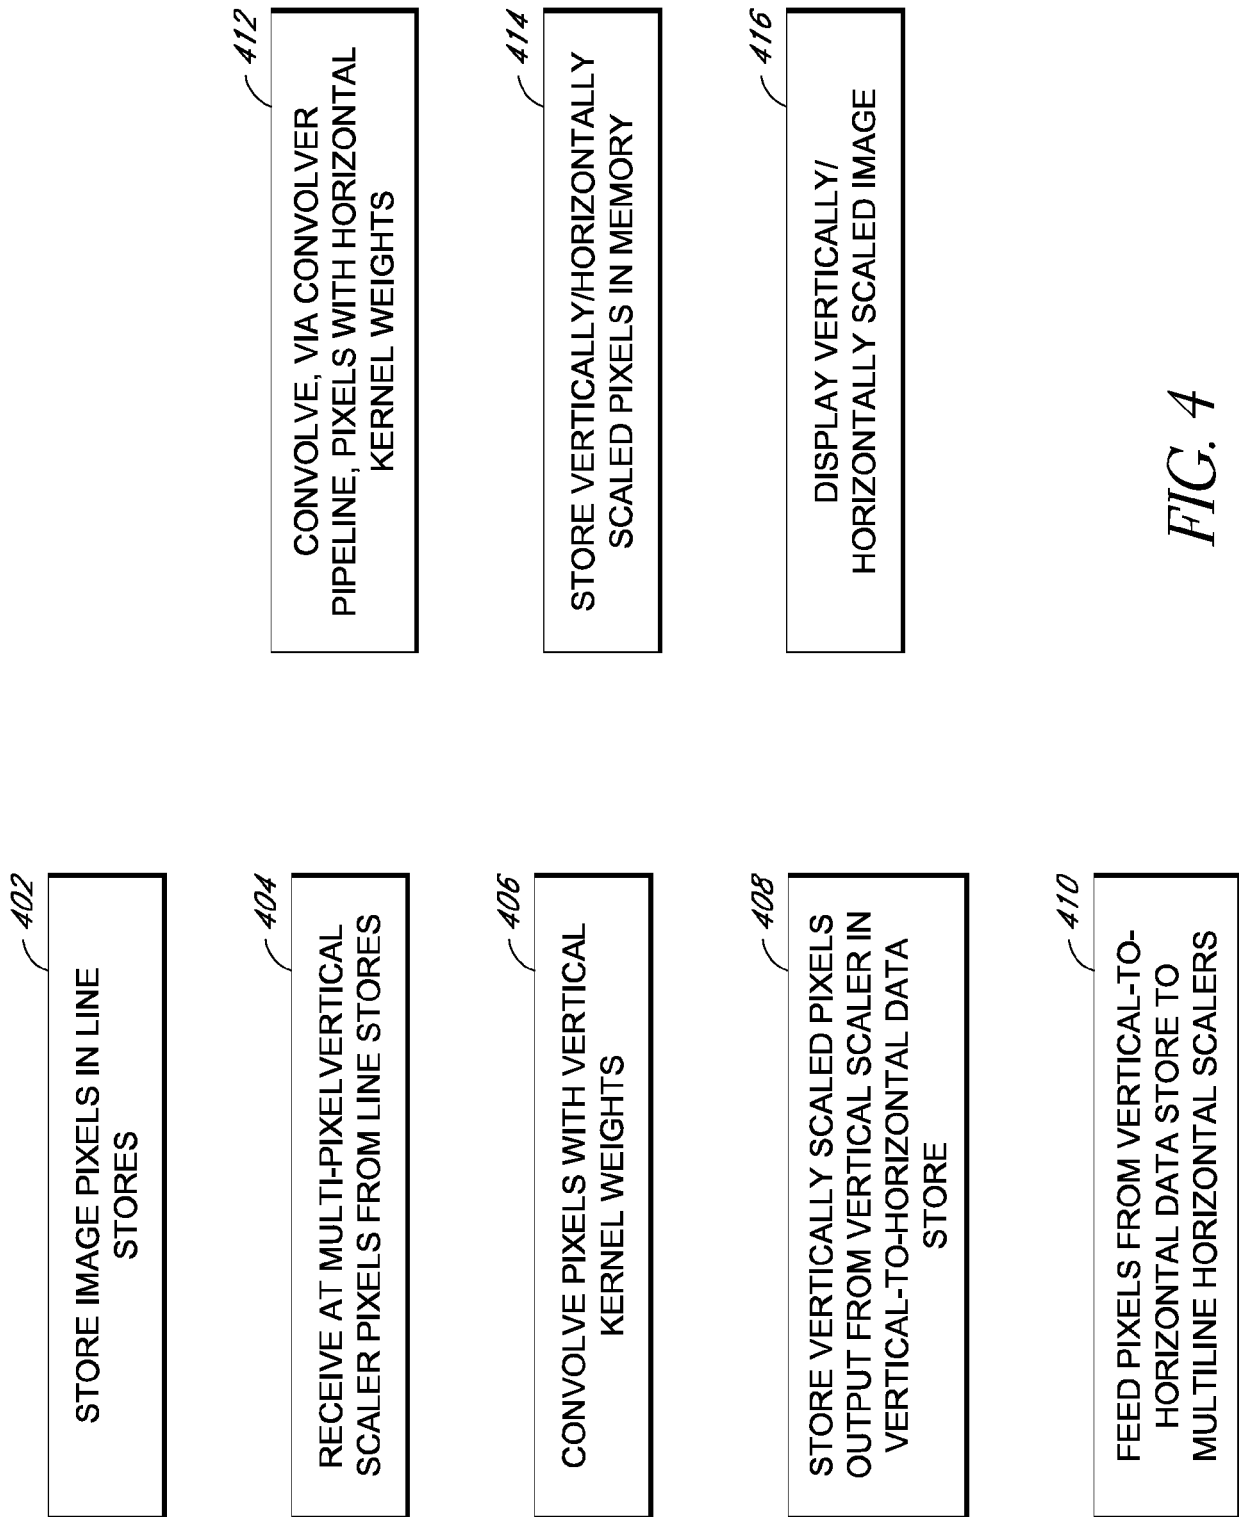 402
STORE IMAGE PIXELS IN LINE
STORES
404
RECEIVE AT MULTI-PIXELVERTICAL
SCALER PIXELS FROM LINE STORES
406
CONVOLVE PIXELS WITH VERTICAL
KERNEL WEIGHTS
408
STORE VERTICALLY SCALED PIXELS
OUTPUT FROM VERTICAL SCALER IN
VERTICAL-TO-HORIZONTAL DATA
STORE
410
FEED PIXELS FROM VERTICAL-TO-
HORIZONTAL DATA STORE TO
MULTILINE HORIZONTAL SCALERS
412
CONVOLVE, VIA CONVOLVER
PIPELINE, PIXELS WITH HORIZONTAL
KERNEL WEIGHTS
414
STORE VERTICALLY/HORIZONTALLY
SCALED PIXELS IN MEMORY
416
DISPLAY VERTICALLY/
HORIZONTALLY SCALED IMAGE
FIG. 4